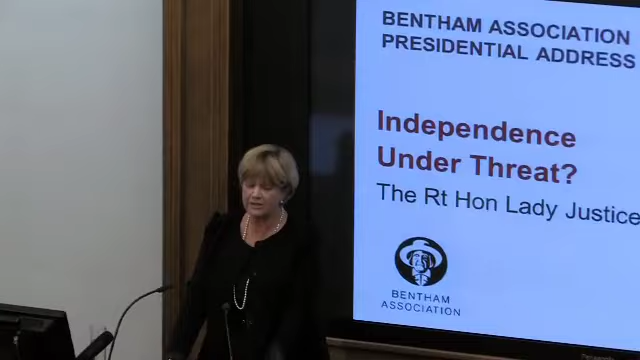 BENTHAM ASSOCIATION
PRESIDENTIAL ADDRESS
Independence
Under Threat?
The Rt Hon Lady Justice
BENTHAM
ASSOCIATION